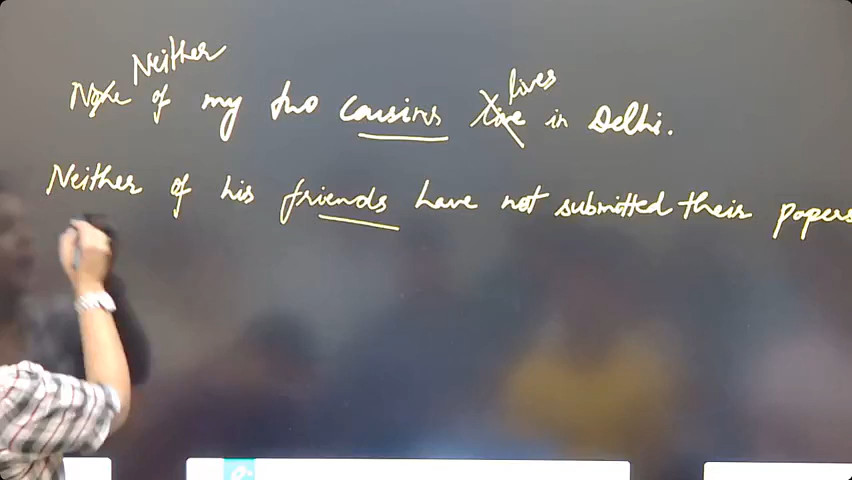 Neither
None of my two cousins live lives in Delhi.
Neither of his friends have not submitted their papers